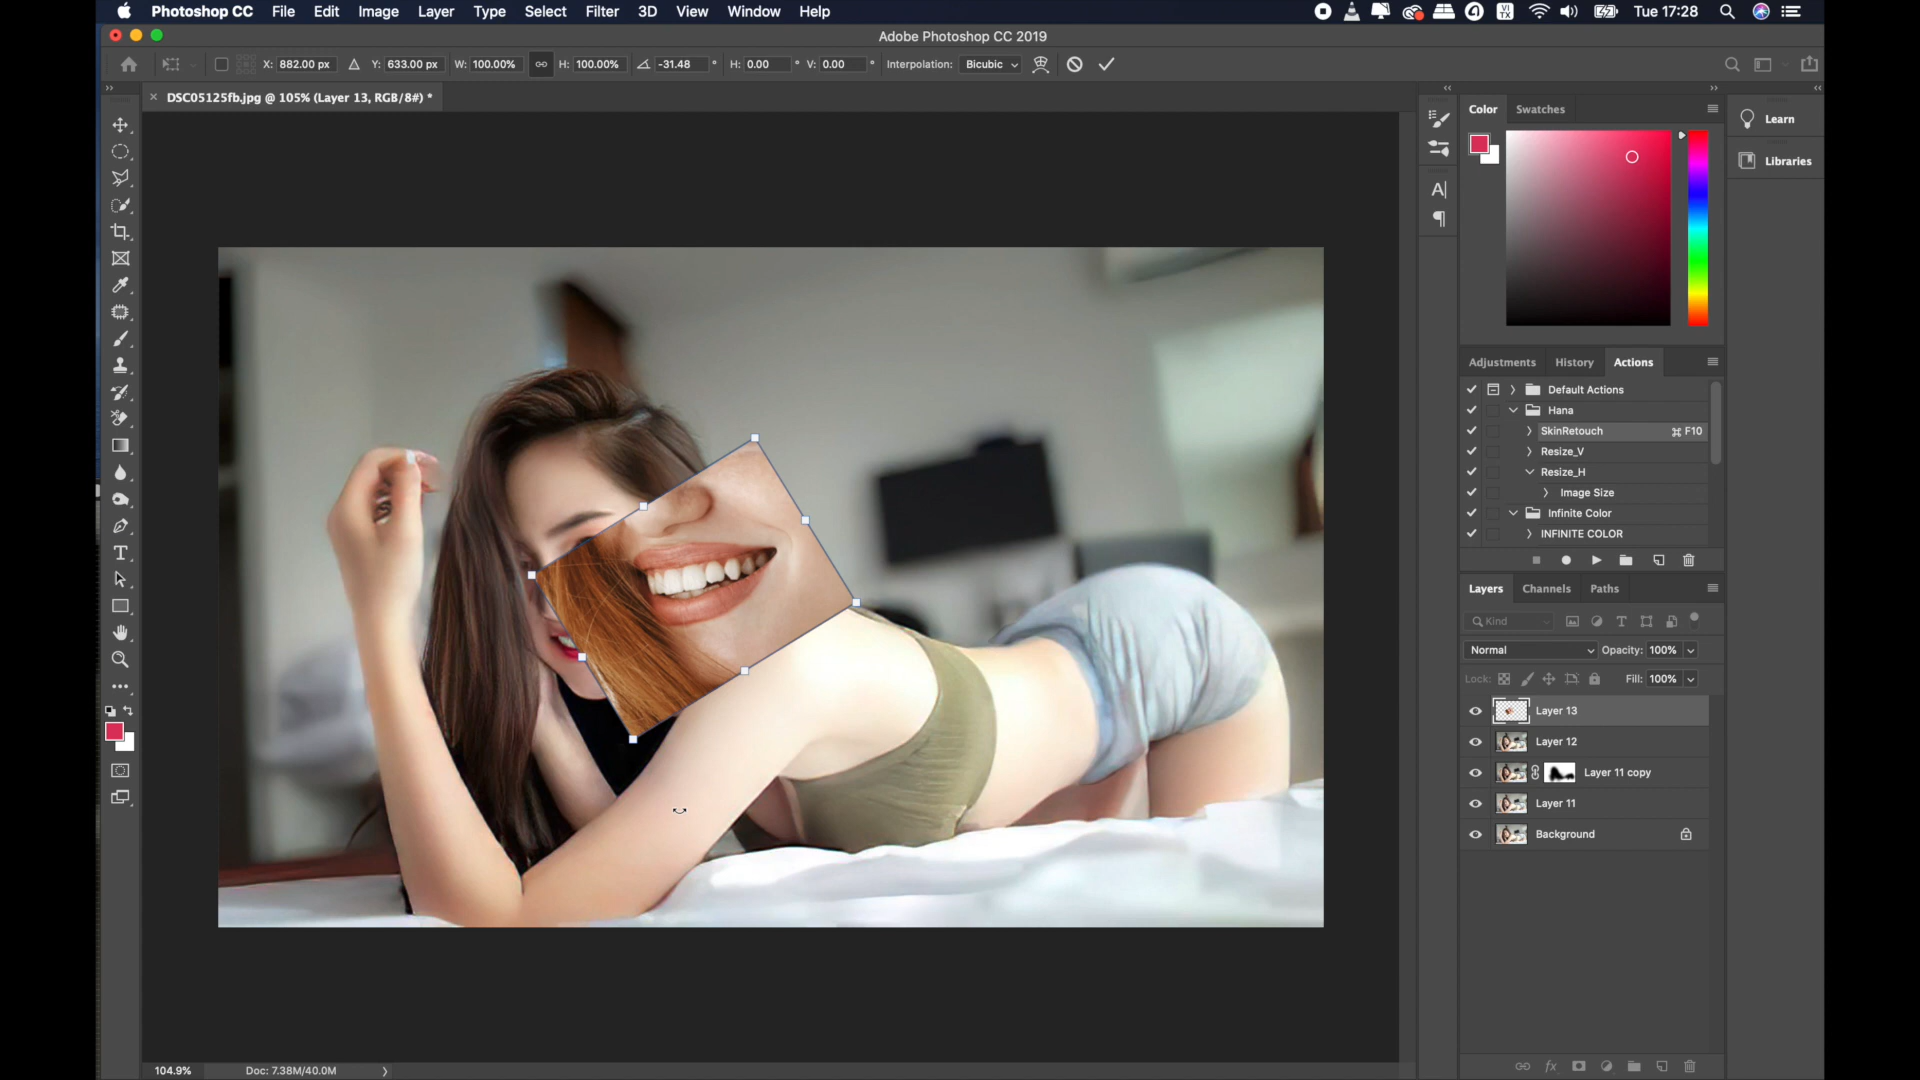 Photoshop CC File Edit Image Layer Type Select Filter 3D View Window Help VI TX Tue 17:28
Adobe Photoshop CC 2019
X: 882.00 px Y: 633.00 px W: 100.00% H: 100.00% -31.48 ° H: 0.00 ° V: 0.00 ° Interpolation: Bicubic
× DSC05125fb.jpg @ 105% (Layer 13, RGB/8#) *
Color Swatches
Learn
Libraries
Adjustments History Actions
Default Actions
Hana
SkinRetouch ⌘ F10
Resize_V
Resize_H
Image Size
Infinite Color
INFINITE COLOR
Layers Channels Paths
Kind
Normal Opacity: 100%
Lock: Fill: 100%
Layer 13
Layer 12
Layer 11 copy
Layer 11
Background
fx
104.9% Doc: 7.38M/40.0M